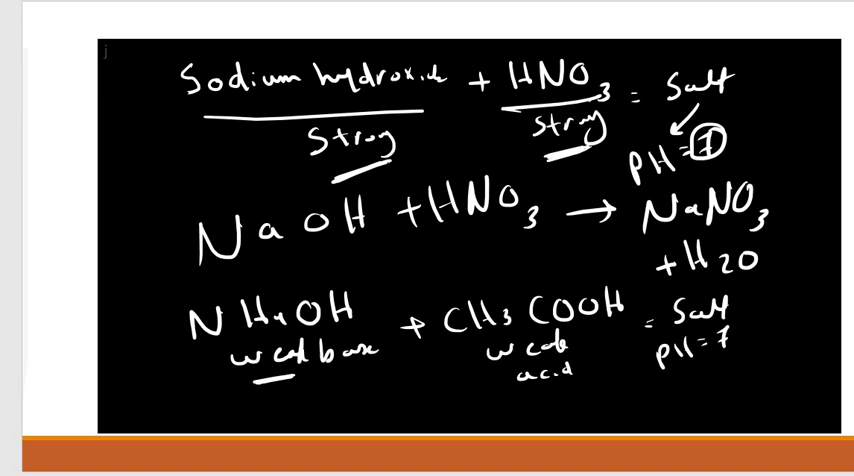 j
Sodium hydroxide + HNO3 = Salt
Strong strong
pH = 7
NaOH + HNO3 → NaNO3
+ H2O
NH4OH + CH3COOH = Salt
weak base weak acid pH = 7